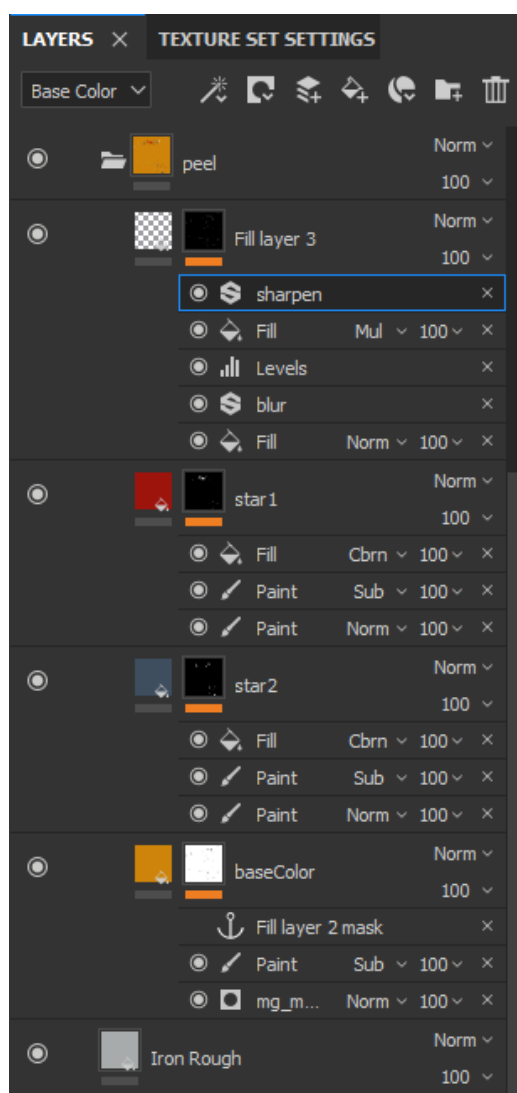 LAYERS TEXTURE SET SETTINGS
Base Color
Norm
peel
100
Norm
Fill layer 3
100
sharpen
Fill Mul 100
Levels
blur
Fill Norm 100
Norm
star1
100
Fill Cbrn 100
Paint Sub 100
Paint Norm 100
Norm
star2
100
Fill Cbrn 100
Paint Sub 100
Paint Norm 100
Norm
baseColor
100
Fill layer 2 mask
Paint Sub 100
mg_m... Norm 100
Norm
Iron Rough
100